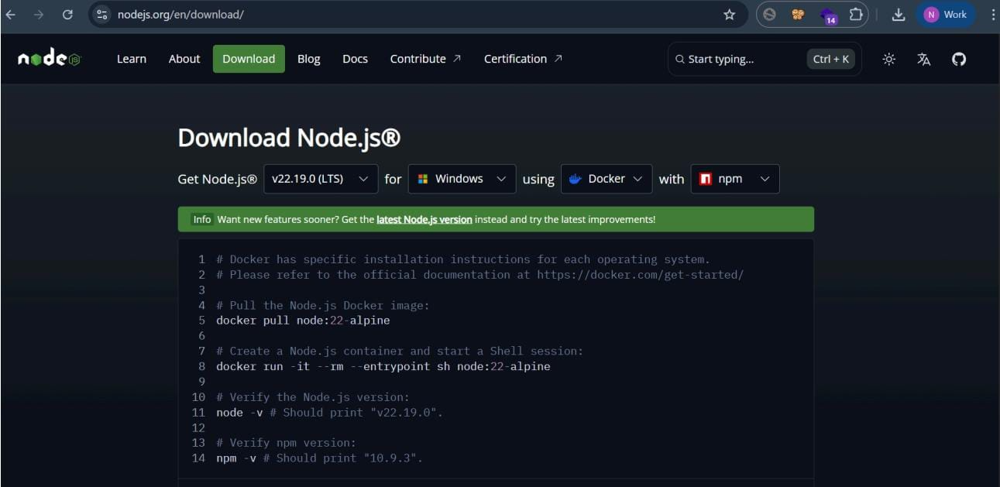 nodejs.org/en/download/
14
N Work
node JS
Learn About Download Blog Docs Contribute Certification Start typing... Ctrl + K
Download Node.js®
Get Node.js® v22.19.0 (LTS) for Windows using Docker with npm
Info Want new features sooner? Get the latest Node.js version instead and try the latest improvements!
1 # Docker has specific installation instructions for each operating system.
2 # Please refer to the official documentation at https://docker.com/get-started/
3
4 # Pull the Node.js Docker image:
5 docker pull node:22-alpine
6
7 # Create a Node.js container and start a Shell session:
8 docker run -it --rm --entrypoint sh node:22-alpine
9
10 # Verify the Node.js version:
11 node -v # Should print "v22.19.0".
12
13 # Verify npm version:
14 npm -v # Should print "10.9.3".